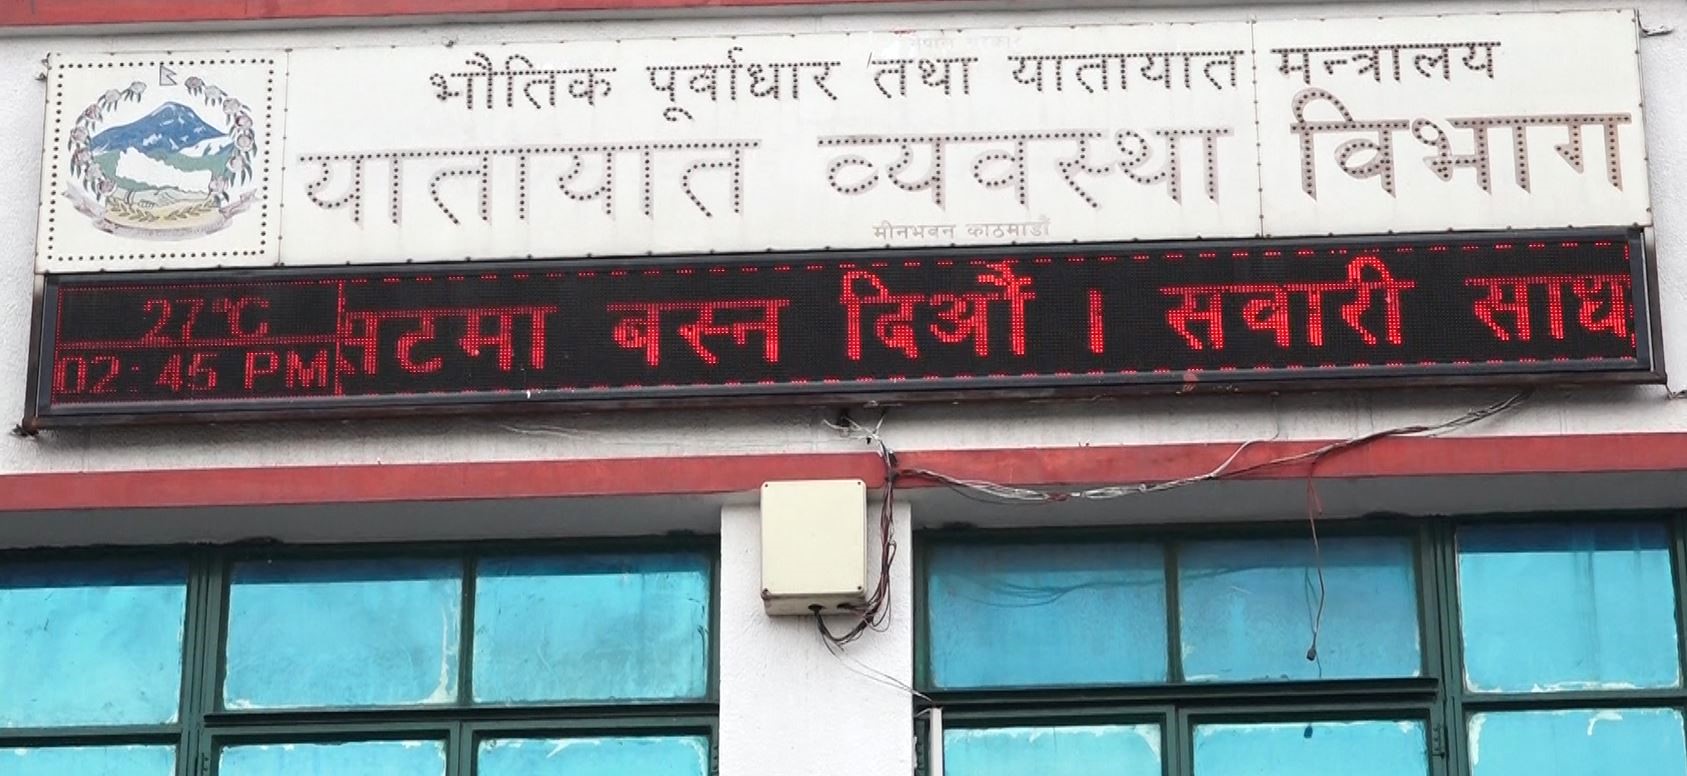 नेपाल सरकार
भौतिक पूर्वाधार तथा यातायात मन्त्रालय
यातायात व्यवस्था विभाग
मीनभवन काठमाडौं
27°C
02:45 PM
टमा बस्न दिऔं । सवारी साध